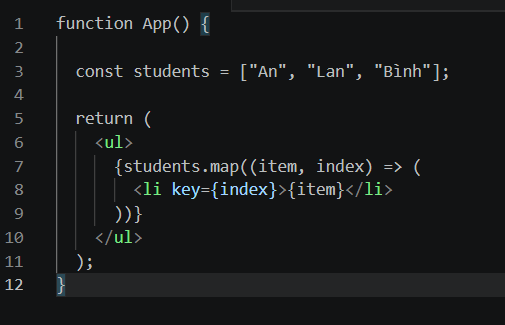 1 function App() {
2
3   const students = ["An", "Lan", "Bình"];
4
5   return (
6     <ul>
7       {students.map((item, index) => (
8         <li key={index}>{item}</li>
9       ))}
10     </ul>
11   );
12 }